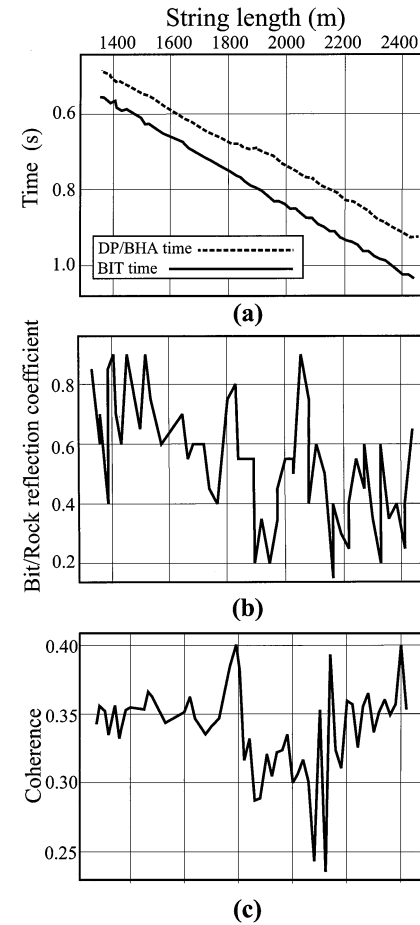 String length (m)
1400 1600 1800 2000 2200 2400
Time (s)
0.6
0.8
1.0
DP/BHA time
BIT time
(a)
Bit/Rock reflection coefficient
0.8
0.6
0.4
0.2
(b)
Coherence
0.40
0.35
0.30
0.25
(c)